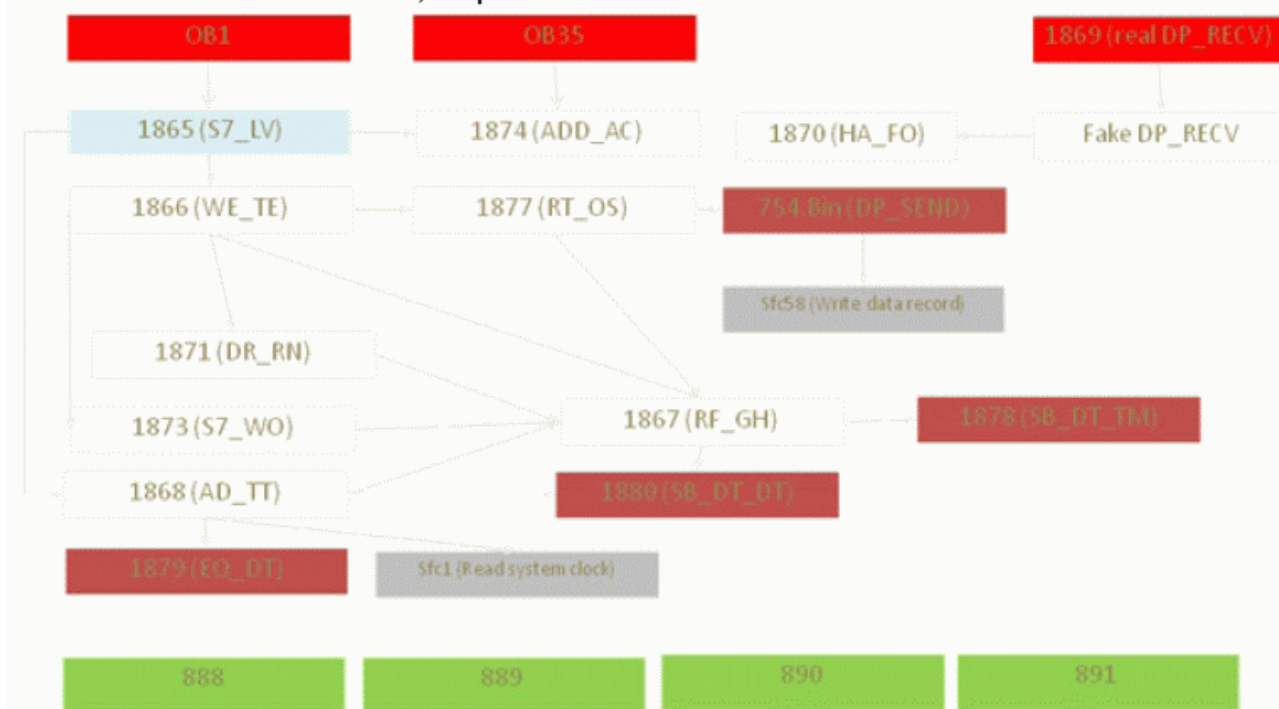 OB1
OB35
1869 (real DP_RECV)
1865 (S7_LV)
1874 (ADD_AC)
1870 (HA_FO)
Fake DP_RECV
1866 (WE_TE)
1877 (RT_OS)
754.Bin (DP_SEND)
Sfc58 (Write data record)
1871 (DR_RN)
1873 (S7_WO)
1867 (RF_GH)
1878 (SB_DT_TM)
1868 (AD_TT)
1880 (SB_DT_DT)
1879 (EQ_DT)
Sfc1 (Read system clock)
888
889
890
891